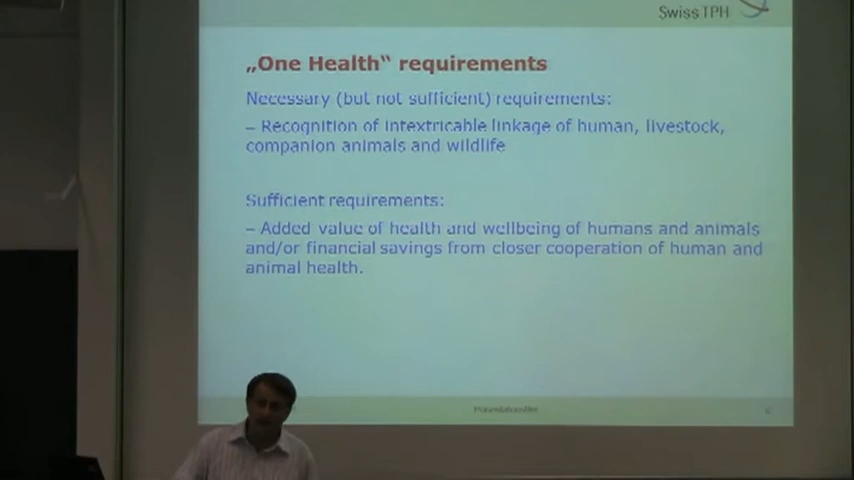 Swiss TPH
„One Health“ requirements
Necessary (but not sufficient) requirements:
– Recognition of intextricable linkage of human, livestock,
companion animals and wildlife
Sufficient requirements:
– Added value of health and wellbeing of humans and animals
and/or financial savings from closer cooperation of human and
animal health.